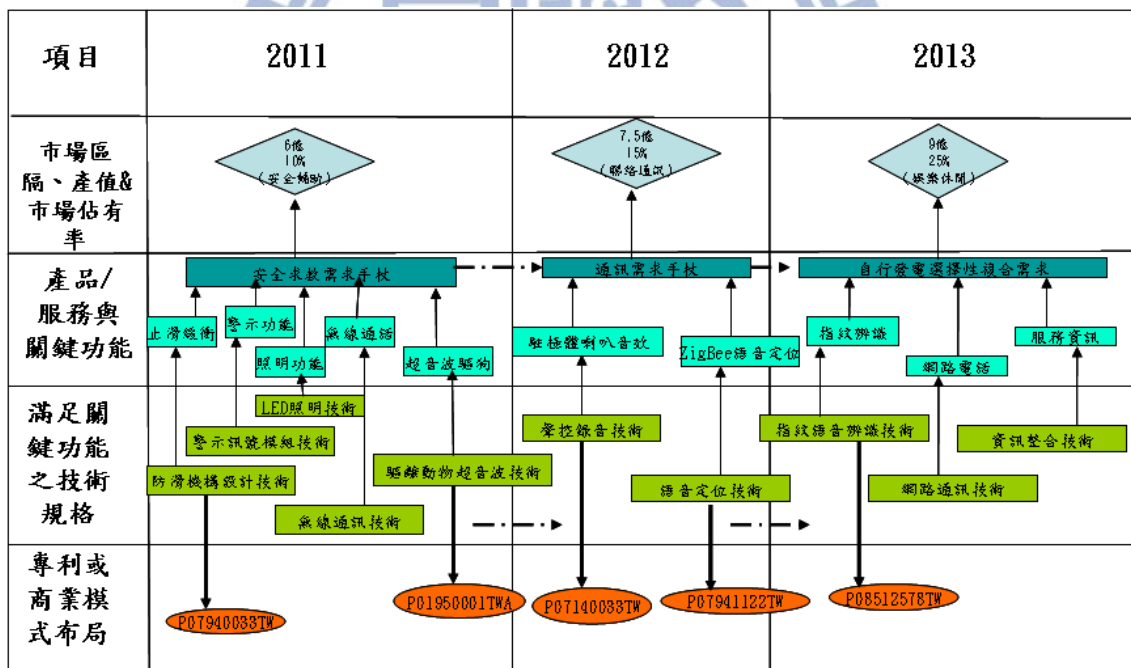 項目
2011
2012
2013
市場區
隔、產值&
市場佔有
率
6億
10%
(安全輔助)
7.5億
15%
(聯絡通訊)
9億
25%
(娛樂休閒)
產品/
服務與
關鍵功能
安全求救需求手杖
通訊需求手杖
自行發電選擇性複合需求
止滑緩衝
警示功能
照明功能
無線通話
超音波驅狗
駐極體喇叭音效
ZigBee語音定位
指紋辨識
網路電話
服務資訊
滿足關
鍵功能
之技術
規格
LED照明技術
警示訊號模組技術
防滑機構設計技術
無線通訊技術
驅離動物超音波技術
聲控錄音技術
語音定位技術
指紋語音辨識技術
網路通訊技術
資訊整合技術
專利或
商業模
式布局
P07940033TW
P01950001TWA
P07140033TW
P07941122TW
P08512578TW